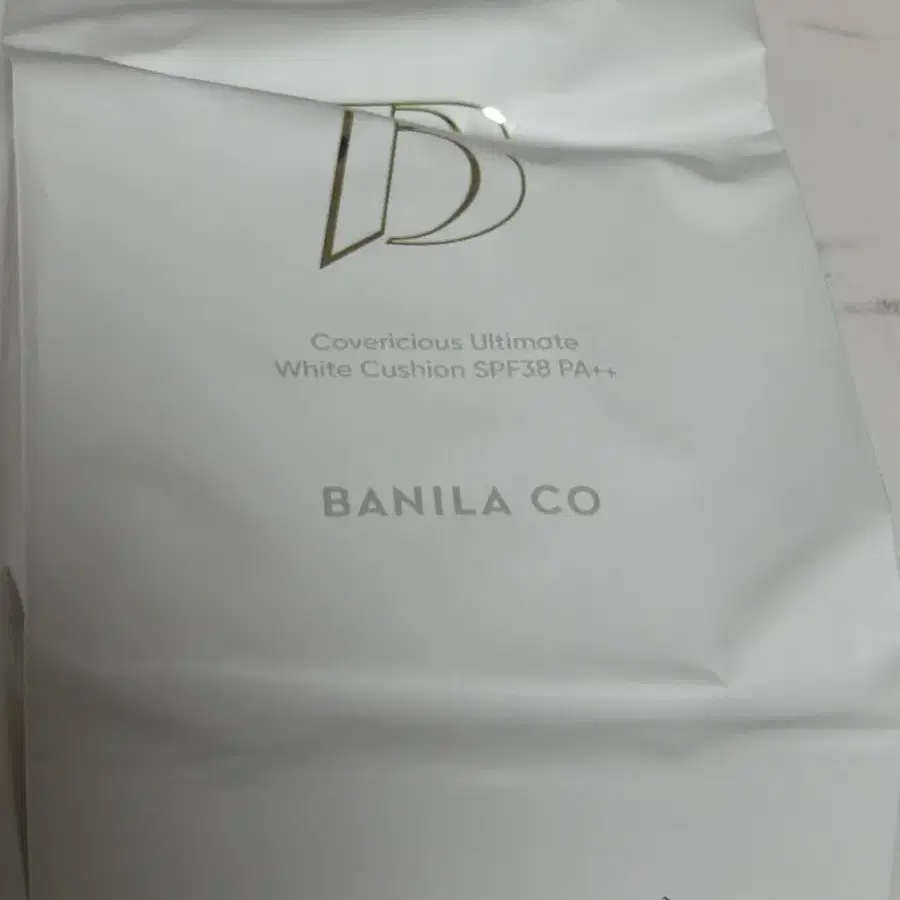 Covericious Ultimate
White Cushion SPF38 PA++
BANILA CO